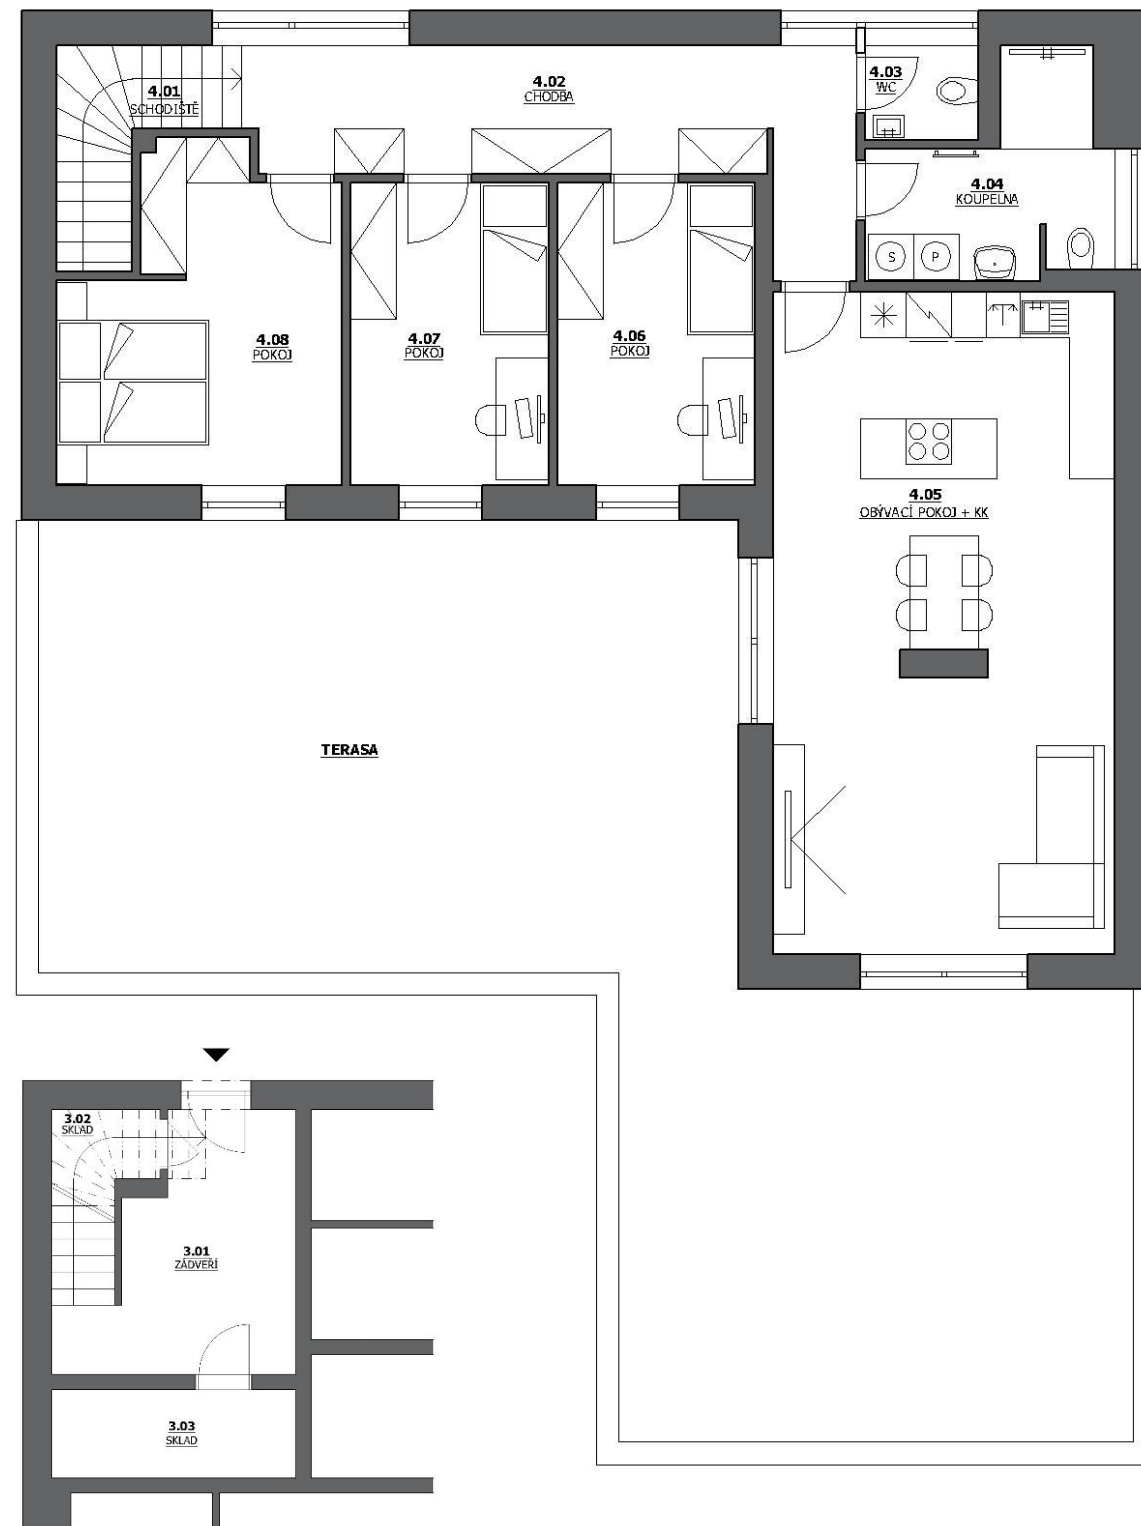 4.01
SCHODIŠTĚ
4.02
CHODBA
4.03
WC
4.04
KOUPELNA
S
P
4.08
POKOJ
4.07
POKOJ
4.06
POKOJ
4.05
OBÝVACÍ POKOJ + KK
TERASA
3.02
SKLAD
3.01
ZÁDVEŘÍ
3.03
SKLAD